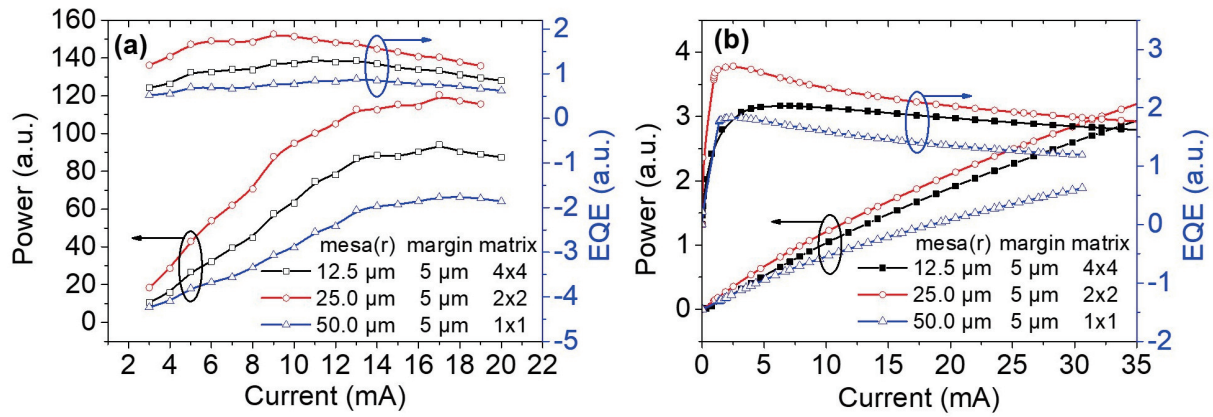 (a)
Power (a.u.)
160
140
120
100
80
60
40
20
0
2 4 6 8 10 12 14 16 18 20 22
Current (mA)
2
1
0
-1
-2
-3
-4
-5
EQE (a.u.)
mesa(r) margin matrix
12.5 µm 5 µm 4x4
25.0 µm 5 µm 2x2
50.0 µm 5 µm 1x1
(b)
Power (a.u.)
4
3
2
1
0
0 5 10 15 20 25 30 35
Current (mA)
3
2
1
0
-1
-2
EQE (a.u.)
mesa(r) margin matrix
12.5 µm 5 µm 4x4
25.0 µm 5 µm 2x2
50.0 µm 5 µm 1x1